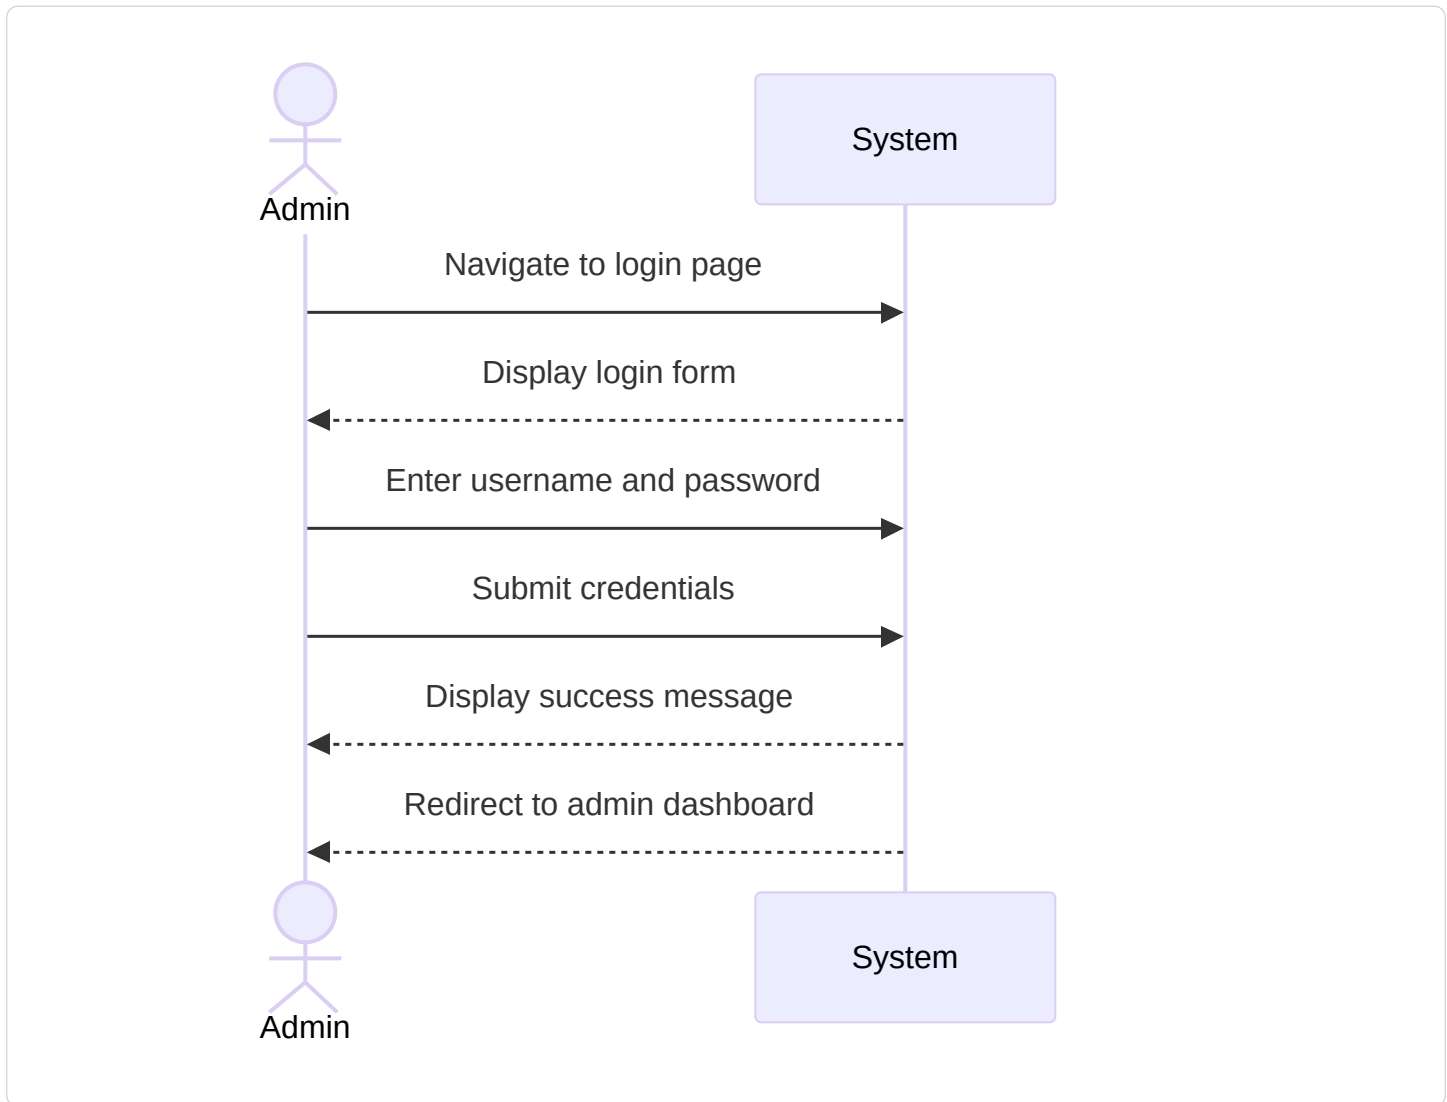 System
Admin
Navigate to login page
Display login form
Enter username and password
Submit credentials
Display success message
Redirect to admin dashboard
System
Admin